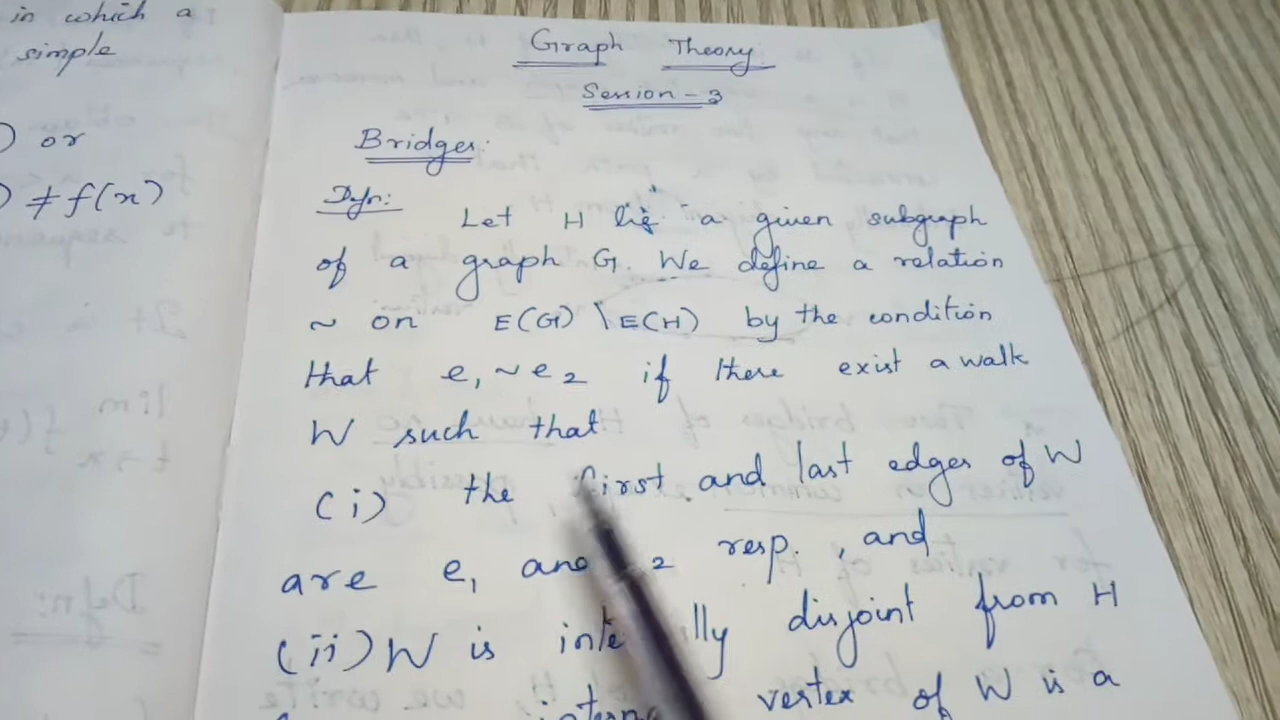 in which a
simple
) or
) ≠ f(x)
Graph Theory
Session - 3
Bridges:
Defn:
Let H be a given subgraph
of a graph G. We define a relation
~ on E(G) \ E(H) by the condition
that e₁ ~ e₂ if there exist a walk
W such that
(i) the first and last edges of W
are e₁ and 2 resp., and
(ii) W is disjoint from H
vertex of W is a